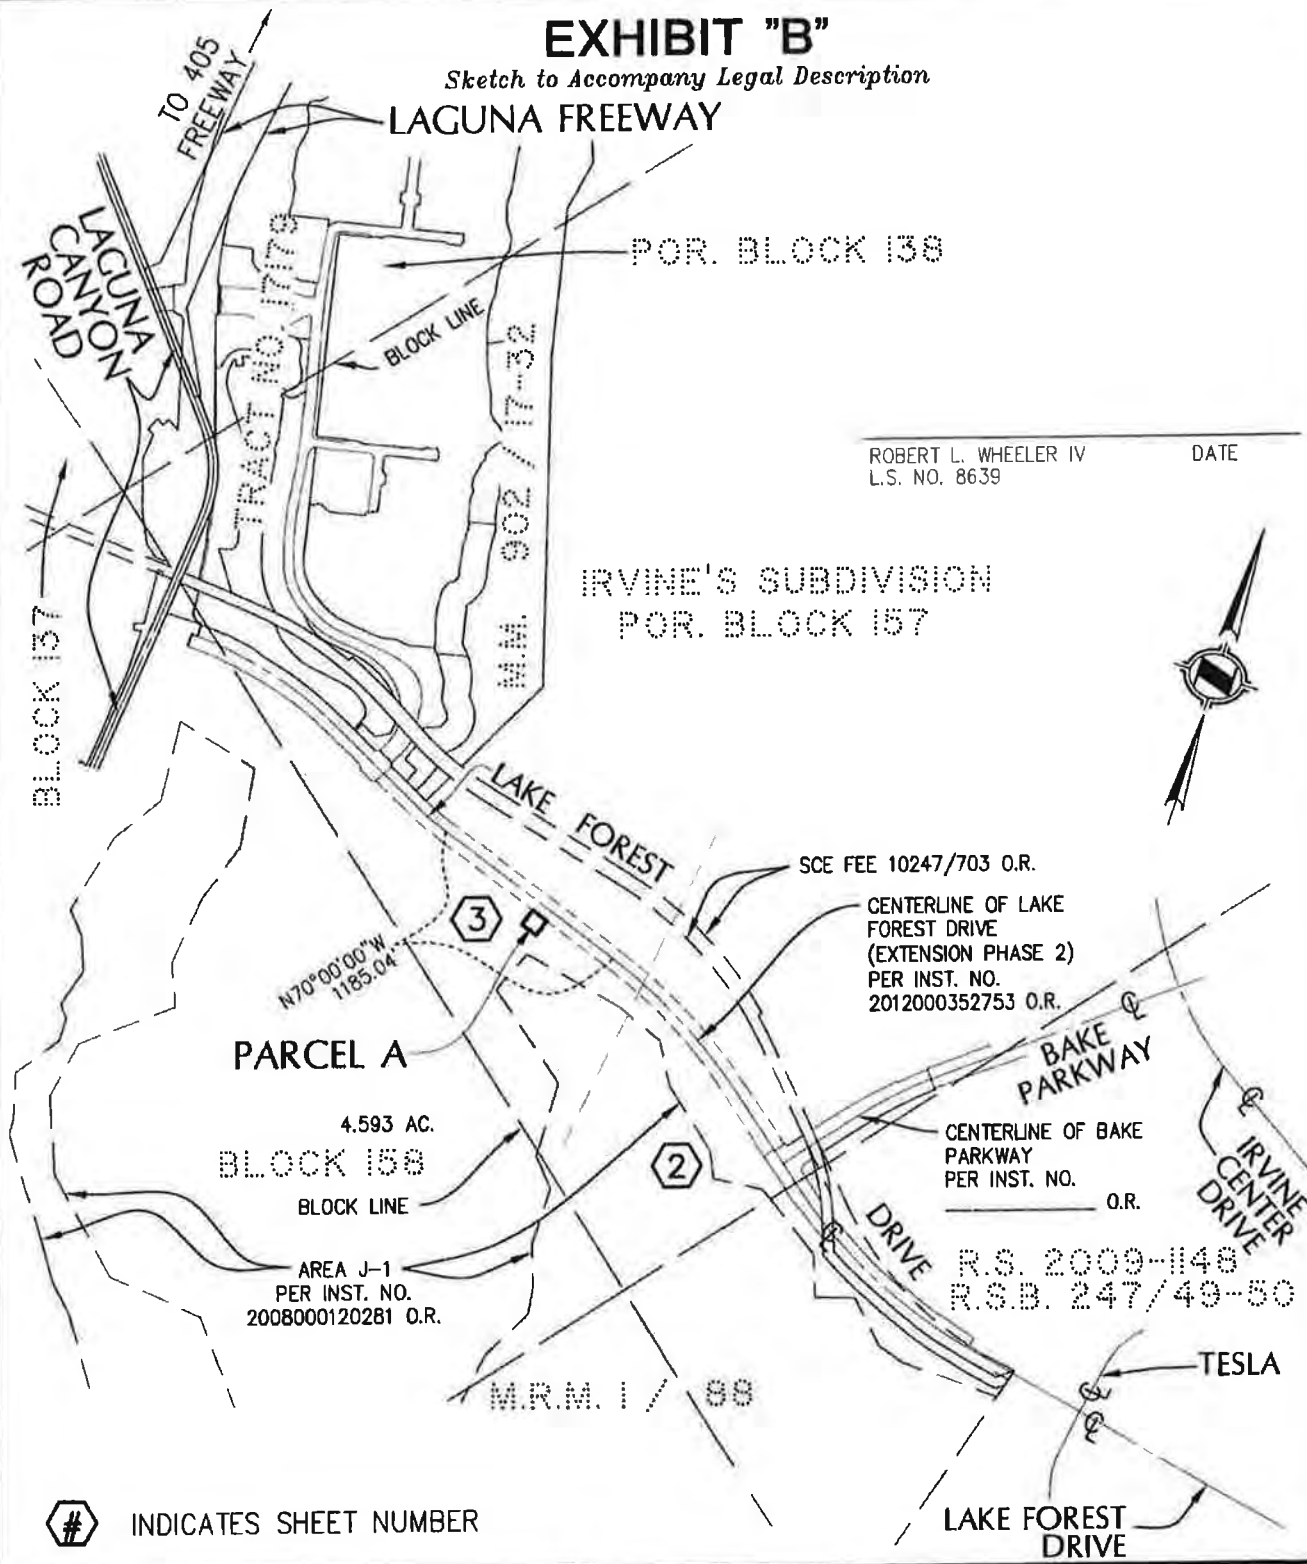 EXHIBIT "B"
Sketch to Accompany Legal Description
TO 405
FREEWAY
LAGUNA FREEWAY
LAGUNA
CANYON
ROAD
TRACT NO. 17179
POR. BLOCK 138
BLOCK LINE
M.M. 902 / 17-32
ROBERT L. WHEELER IV DATE
L.S. NO. 8639
IRVINE'S SUBDIVISION
POR. BLOCK 157
BLOCK 137
LAKE FOREST
SCE FEE 10247/703 O.R.
CENTERLINE OF LAKE
FOREST DRIVE
(EXTENSION PHASE 2)
PER INST. NO.
2012000352753 O.R.
3
N70°00'00"W
1185.04'
PARCEL A
4.593 AC.
BLOCK 158
BLOCK LINE
2
BAKE
PARKWAY
CENTERLINE OF BAKE
PARKWAY
PER INST. NO.
O.R.
IRVINE
CENTER
DRIVE
DRIVE
AREA J-1
PER INST. NO.
2008000120281 O.R.
R.S. 2009-1148
R.S.B. 247/49-50
M.R.M. 1 / 88
TESLA
LAKE FOREST
DRIVE
# INDICATES SHEET NUMBER